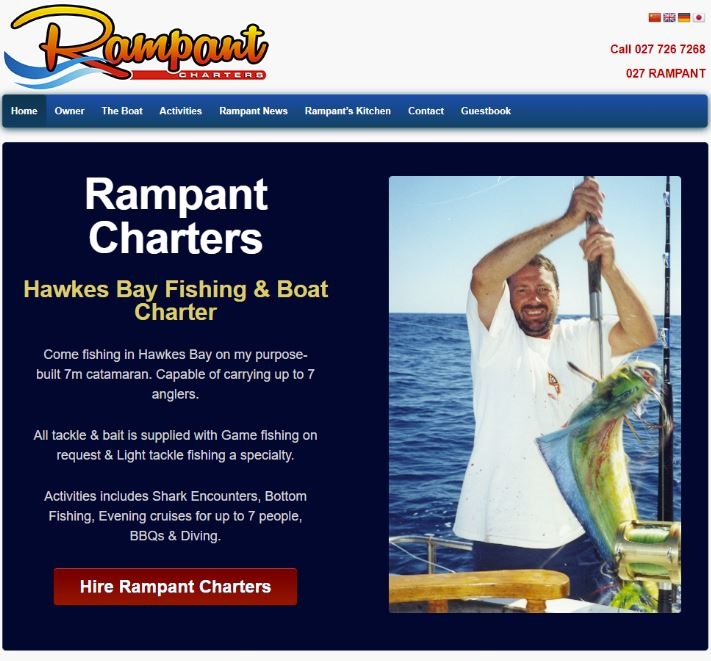 Rampant
CHARTERS
Call 027 726 7268
027 RAMPANT
Home Owner The Boat Activities Rampant News Rampant's Kitchen Contact Guestbook
Rampant
Charters
Hawkes Bay Fishing & Boat
Charter
Come fishing in Hawkes Bay on my purpose-
built 7m catamaran. Capable of carrying up to 7
anglers.
All tackle & bait is supplied with Game fishing on
request & Light tackle fishing a specialty.
Activities includes Shark Encounters, Bottom
Fishing, Evening cruises for up to 7 people,
BBQs & Diving.
Hire Rampant Charters